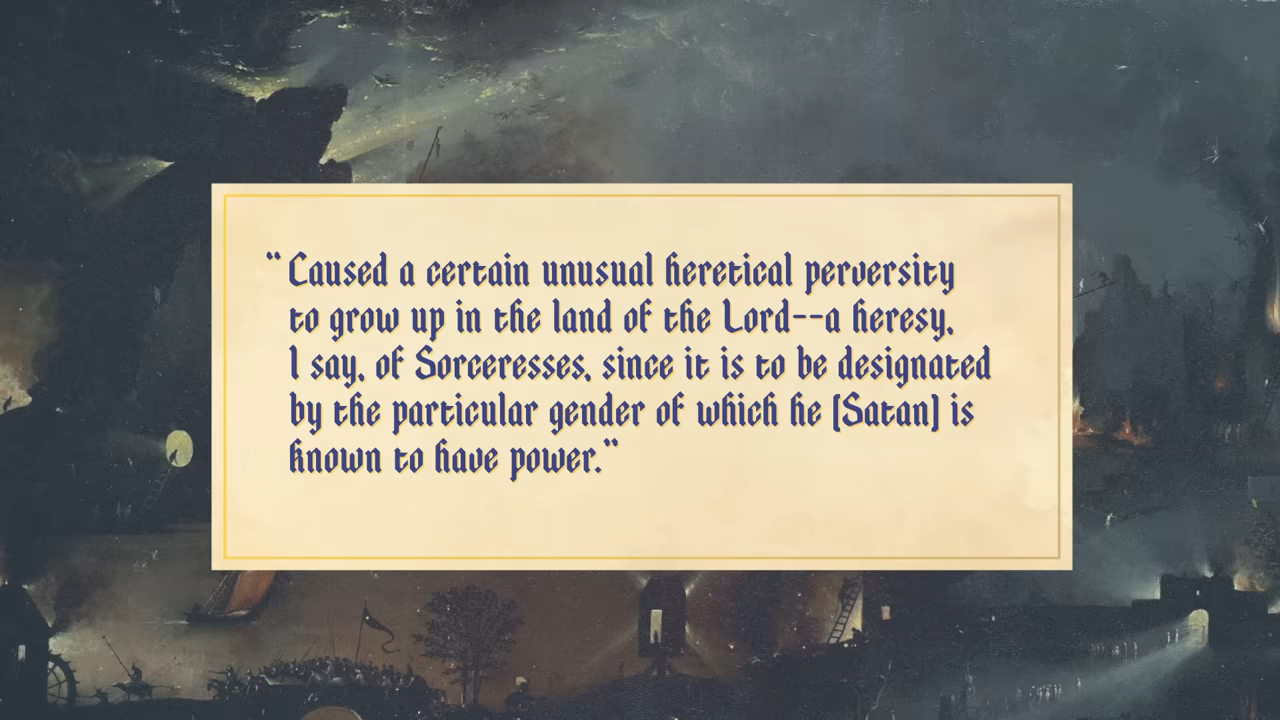 “Caused a certain unusual heretical perversity
to grow up in the land of the Lord--a heresy,
I say, of Sorceresses, since it is to be designated
by the particular gender of which he [Satan] is
known to have power.”